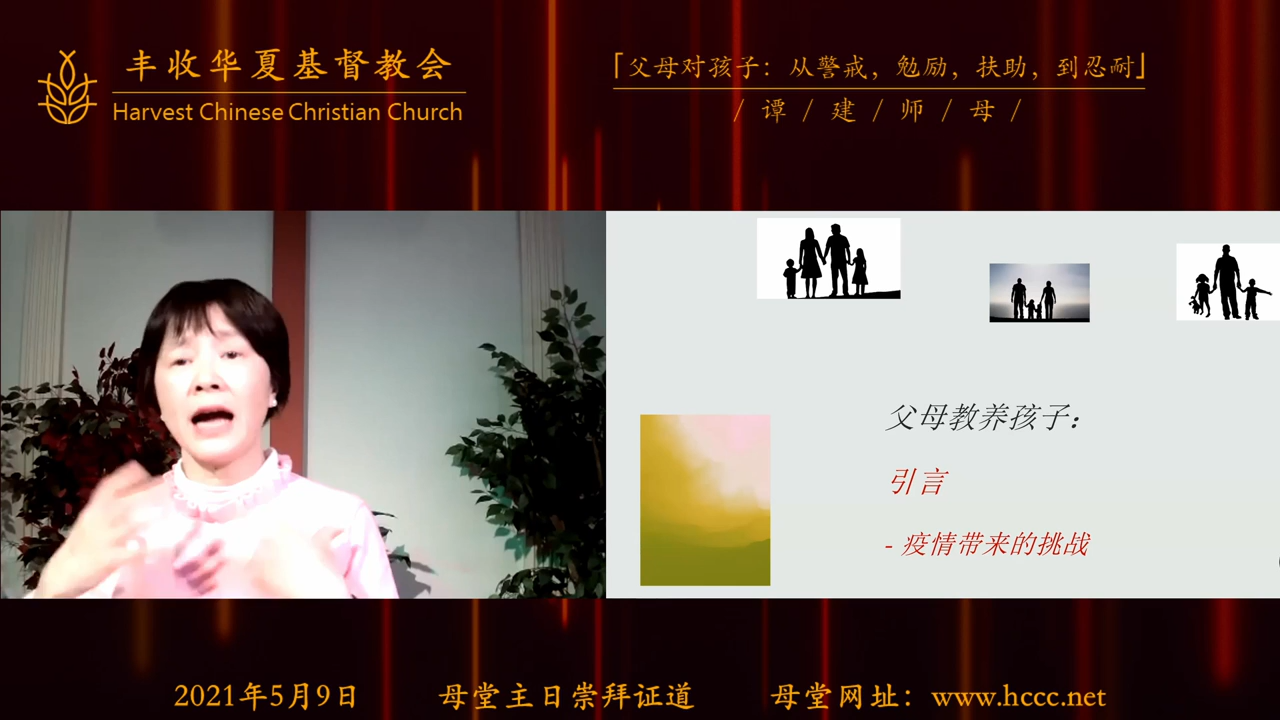 丰收华夏基督教会
Harvest Chinese Christian Church
「父母对孩子：从警戒，勉励，扶助，到忍耐」
/ 谭 / 建 / 师 / 母 /
父母教养孩子：
引言
- 疫情带来的挑战
2021年5月9日
母堂主日崇拜证道
母堂网址：www.hccc.net